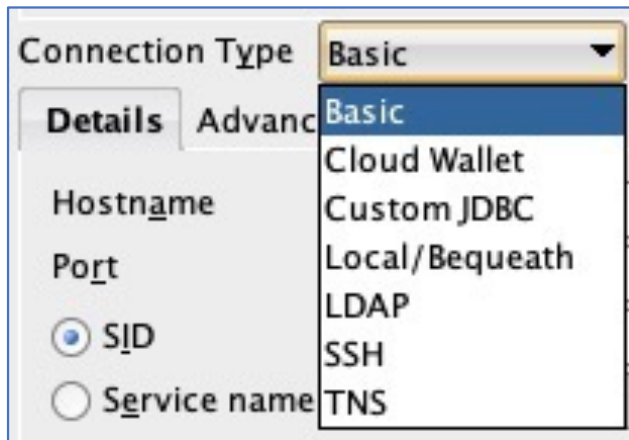 Connection Type Basic
Details Advanc
Basic
Cloud Wallet
Custom JDBC
Local/Bequeath
LDAP
SSH
TNS
Hostname
Port
SID
Service name